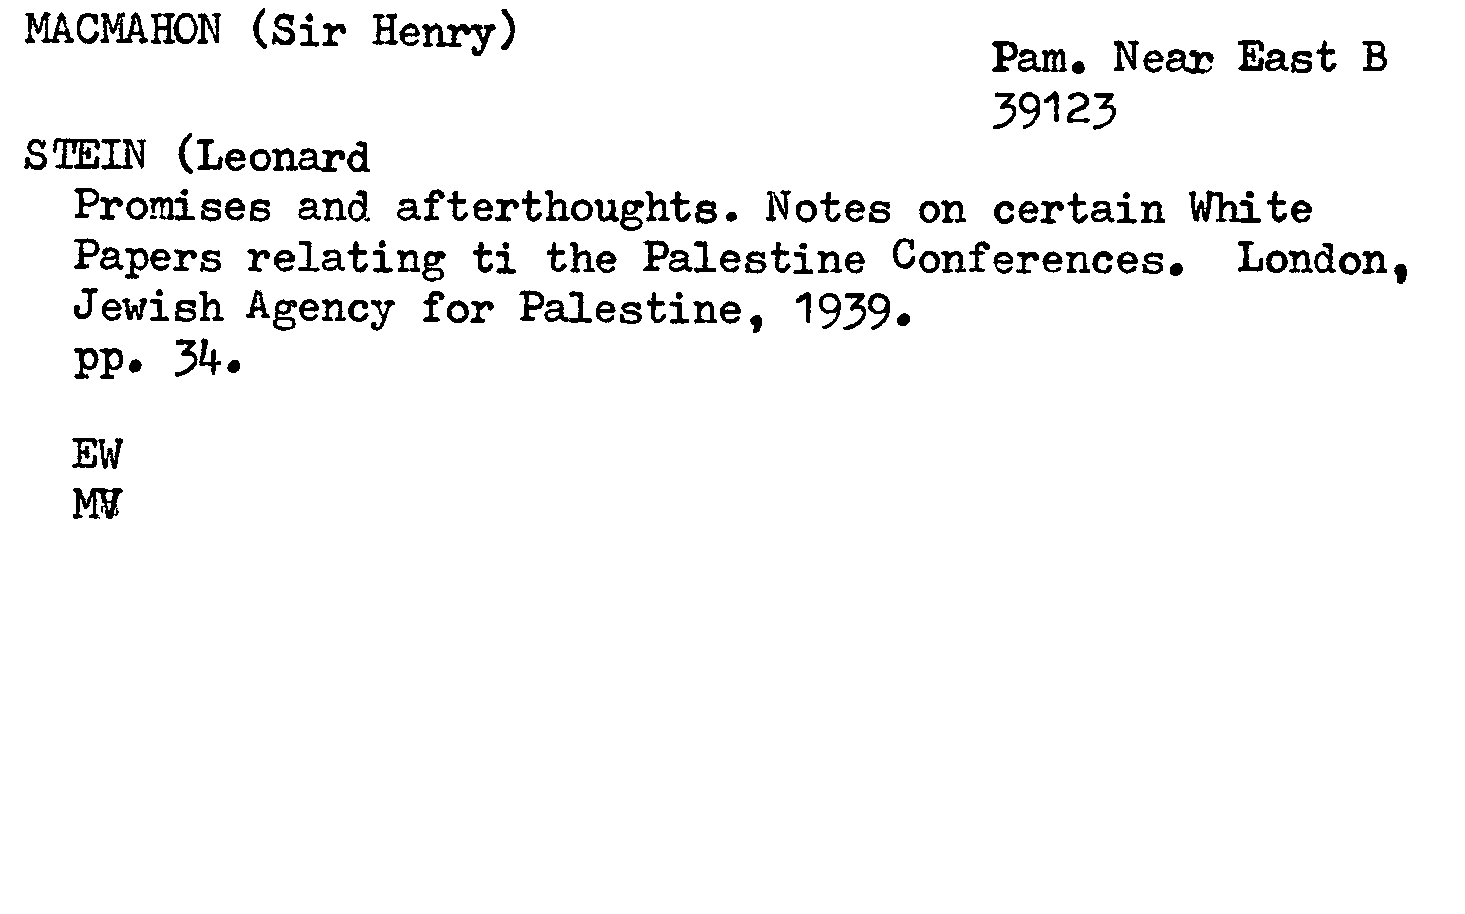 MACMAHON (Sir Henry)
Pam. Near East B
39123
STEIN (Leonard
Promises and afterthoughts. Notes on certain White
Papers relating ti the Palestine Conferences. London,
Jewish Agency for Palestine, 1939.
pp. 34.
EW